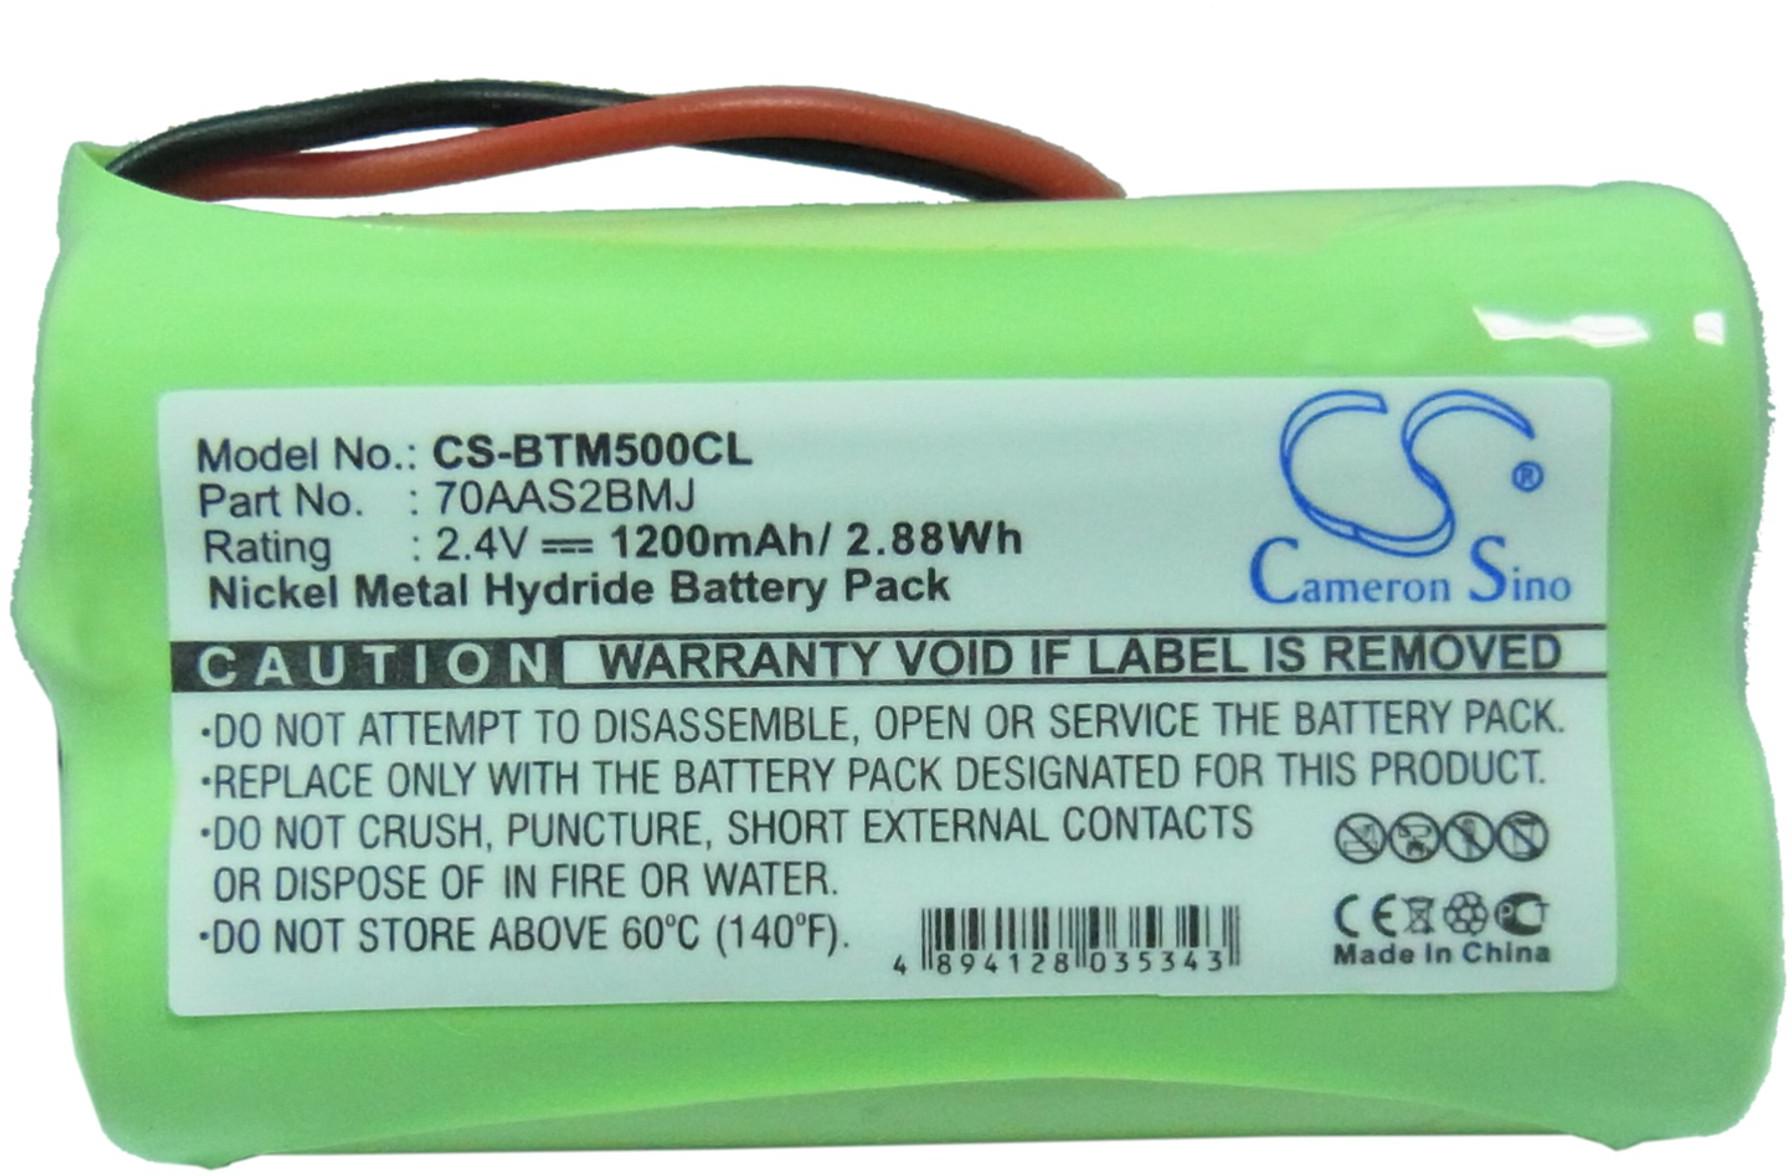 Model No.: CS-BTM500CL
Part No. : 70AAS2BMJ
Rating : 2.4V 1200mAh/ 2.88Wh
Nickel Metal Hydride Battery Pack
CS®
Cameron Sino
CAUTION WARRANTY VOID IF LABEL IS REMOVED
·DO NOT ATTEMPT TO DISASSEMBLE, OPEN OR SERVICE THE BATTERY PACK.
·REPLACE ONLY WITH THE BATTERY PACK DESIGNATED FOR THIS PRODUCT.
·DO NOT CRUSH, PUNCTURE, SHORT EXTERNAL CONTACTS
OR DISPOSE OF IN FIRE OR WATER.
·DO NOT STORE ABOVE 60°C (140°F).
4 894128 035343
CE
Made In China